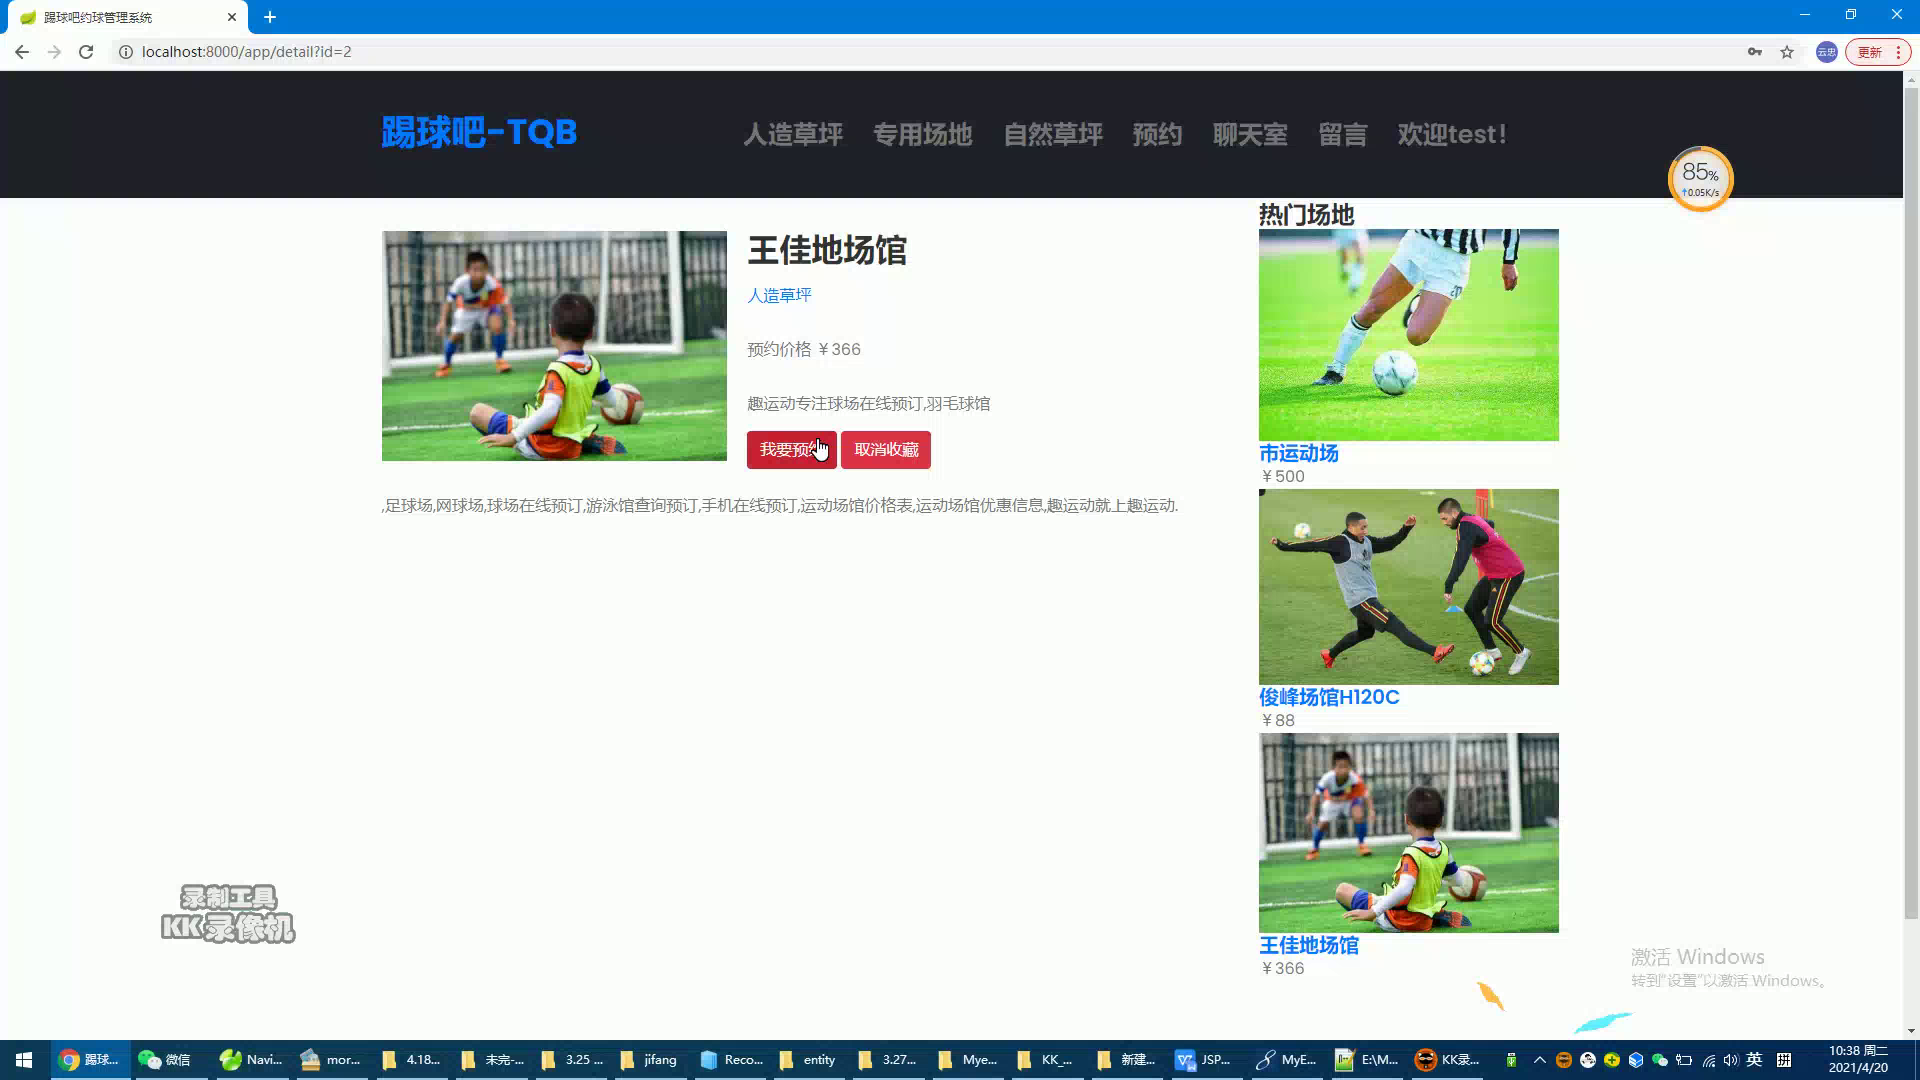 踢球吧约球管理系统
localhost:8000/app/detail?id=2
云忠
更新
踢球吧-TQB
人造草坪
专用场地
自然草坪
预约
聊天室
留言
欢迎test!
85%
↑0.05K/s
王佳地场馆
人造草坪
预约价格 ￥366
趣运动专注球场在线预订,羽毛球馆
我要预约
取消收藏
,足球场,网球场,球场在线预订,游泳馆查询预订,手机在线预订,运动场馆价格表,运动场馆优惠信息,趣运动就上趣运动.
热门场地
市运动场
￥500
俊峰场馆H120C
￥88
王佳地场馆
￥366
录制工具
KK录像机
激活 Windows
转到"设置"以激活 Windows。
踢球...
微信
Navi...
mor...
4.18...
未完-...
3.25 ...
jifang
Reco...
entity
3.27...
Mye...
KK_...
新建...
JSP...
MyE...
E:\M...
KK录...
英
拼
10:38 周二
2021/4/20